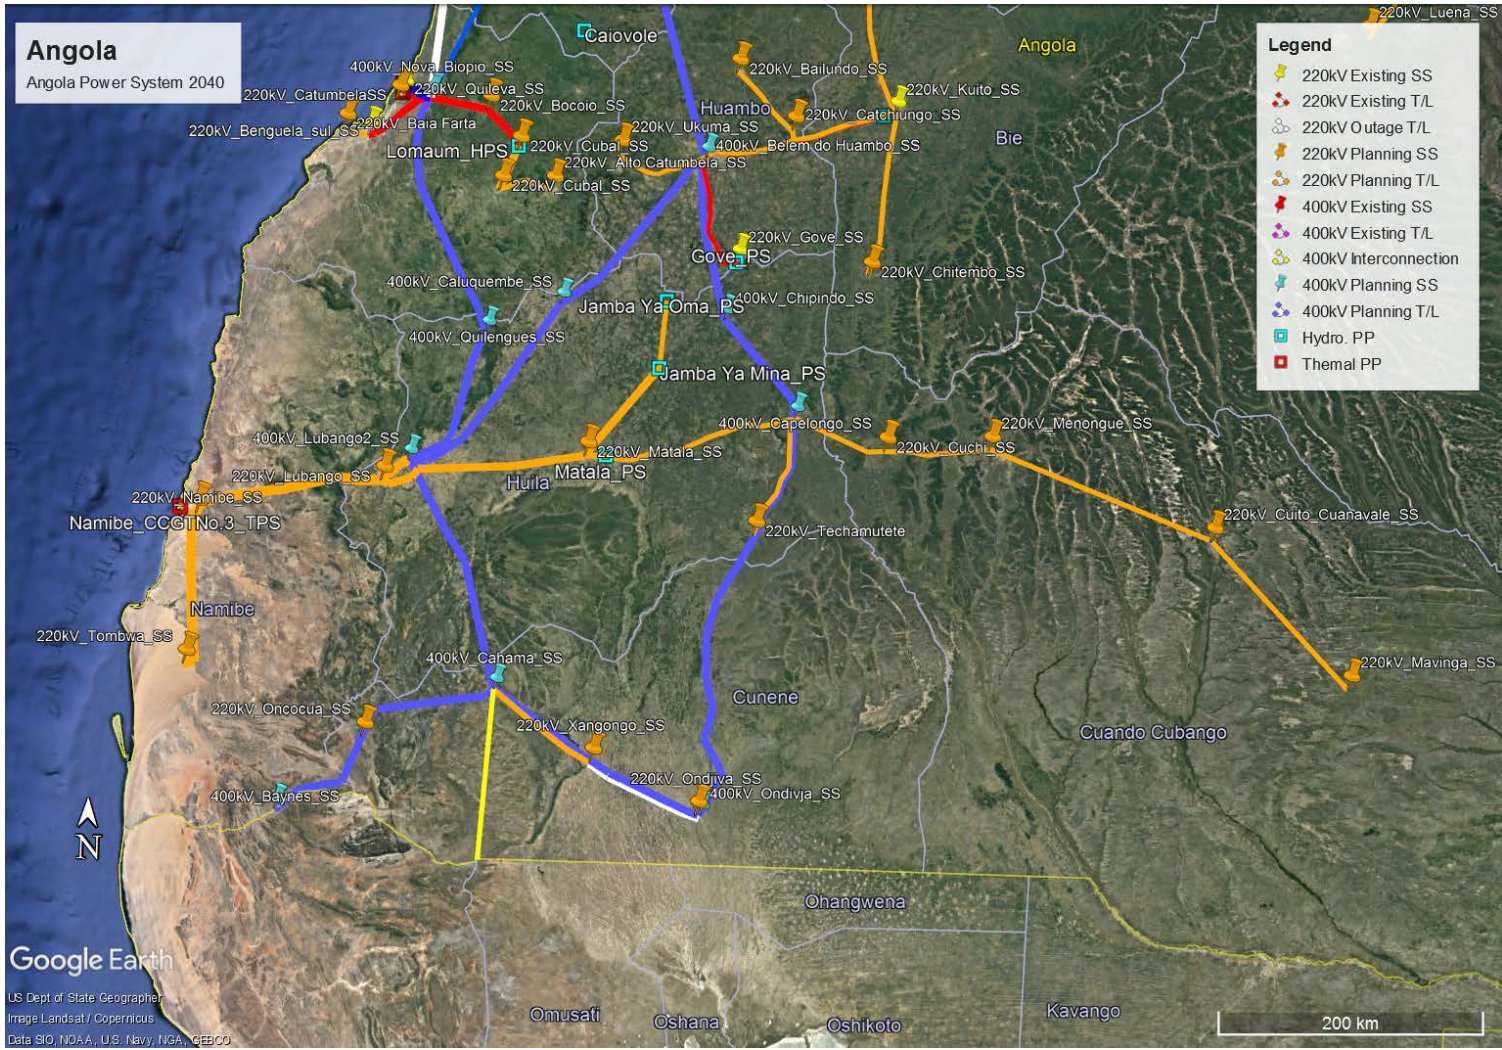 Angola
Angola Power System 2040
Caiovole
Angola
220kV_Luena_SS
Legend
220kV Existing SS
220kV Existing T/L
220kV Outage T/L
220kV Planning SS
220kV Planning T/L
400kV Existing SS
400kV Existing T/L
400kV Interconnection
400kV Planning SS
400kV Planning T/L
Hydro. PP
Themal PP
400kV_Nova_Biopio_SS
220kV_Bailundo_SS
220kV_CatumbelaSS
220kV_Quileva_SS
220kV_Kuito_SS
220kV_Bocoio_SS
Huambo
220kV_Catchiungo_SS
220kV_Benguela_sul_SS
220kV_Baia Farta
220kV_Ukuma_SS
Bie
Lomaum_HPS
220kV_Cubal_SS
400kV_Belem do Huambo_SS
220kV_Alto Catumbela_SS
220kV_Cubal_SS
220kV_Gove_SS
Gove_PS
220kV_Chitembo_SS
400kV_Caluquembe_SS
Jamba Ya Oma_PS
400kV_Chipindo_SS
400kV_Quilengues_SS
Jamba Ya Mina_PS
400kV_Capelongo_SS
220kV_Menongue_SS
400kV_Lubango2_SS
220kV_Cuchi_SS
220kV_Matala_SS
220kV_Lubango_SS
Matala_PS
Huila
220kV_Namibe_SS
Namibe_CCGTNo.3_TPS
220kV_Cuito_Cuanavale_SS
220kV_Techamutete
Namibe
220kV_Tombwa_SS
400kV_Cahama_SS
220kV_Mavinga_SS
Cunene
220kV_Oncocua_SS
220kV_Xangongo_SS
Cuando Cubango
220kV_Ondjiva_SS
400kV_Baynes_SS
400kV_Ondivja_SS
N
Ohangwena
Google Earth
US Dept of State Geographer
Image Landsat / Copernicus
Data SIO, NOAA, U.S. Navy, NGA, GEBCO
Omusati
Oshana
Oshikoto
Kavango
200 km